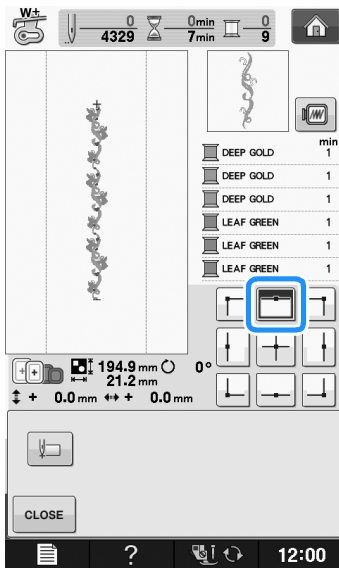 W+
0 0min 0
4329 7min 9
min
DEEP GOLD 1
DEEP GOLD 1
DEEP GOLD 1
LEAF GREEN 1
LEAF GREEN 1
LEAF GREEN 1
194.9 mm 0°
21.2 mm
+ 0.0 mm + 0.0 mm
CLOSE
? 12:00